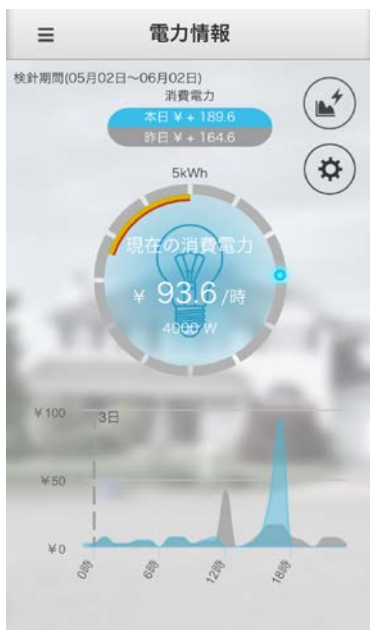 電力情報
検針期間(05月02日〜06月02日)
消費電力
本日 ¥ + 189.6
昨日 ¥ + 164.6
5kWh
現在の消費電力
¥ 93.6 /時
4000 W
¥100
3日
¥50
¥0
0時
6時
12時
18時